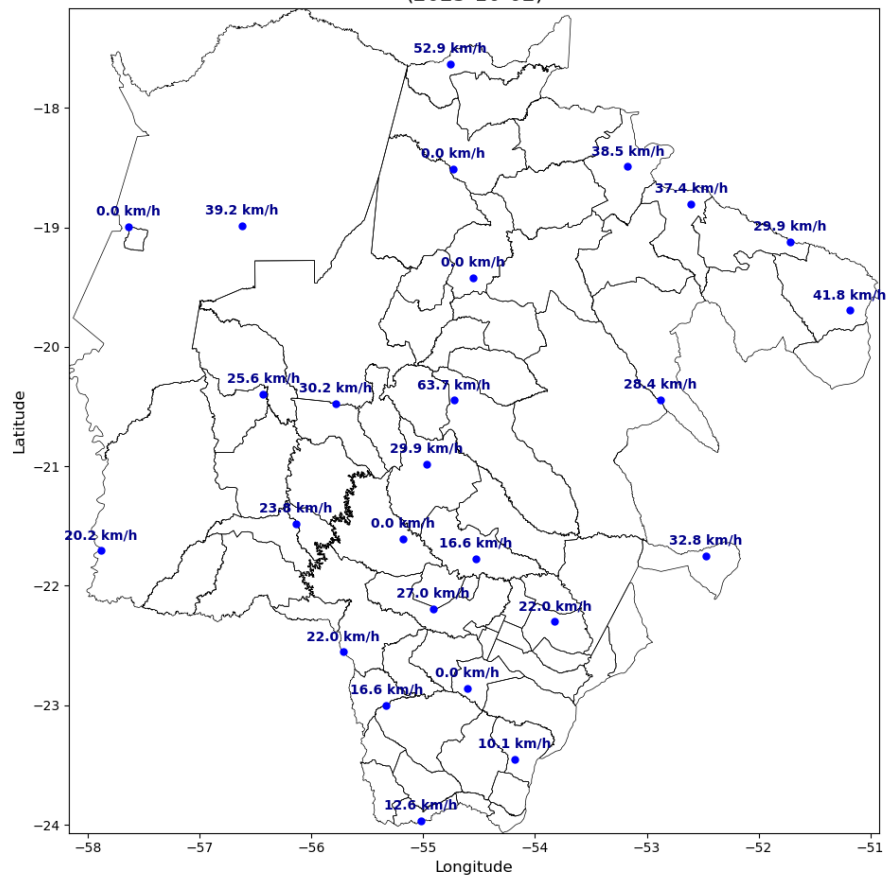 52.9 km/h
0.0 km/h
38.5 km/h
37.4 km/h
0.0 km/h
39.2 km/h
29.9 km/h
0.0 km/h
41.8 km/h
25.6 km/h
30.2 km/h
63.7 km/h
28.4 km/h
29.9 km/h
23.8 km/h
0.0 km/h
20.2 km/h
16.6 km/h
32.8 km/h
27.0 km/h
22.0 km/h
22.0 km/h
0.0 km/h
16.6 km/h
10.1 km/h
12.6 km/h
−18
−19
−20
−21
−22
−23
−24
Latitude
−58 −57 −56 −55 −54 −53 −52 −51
Longitude